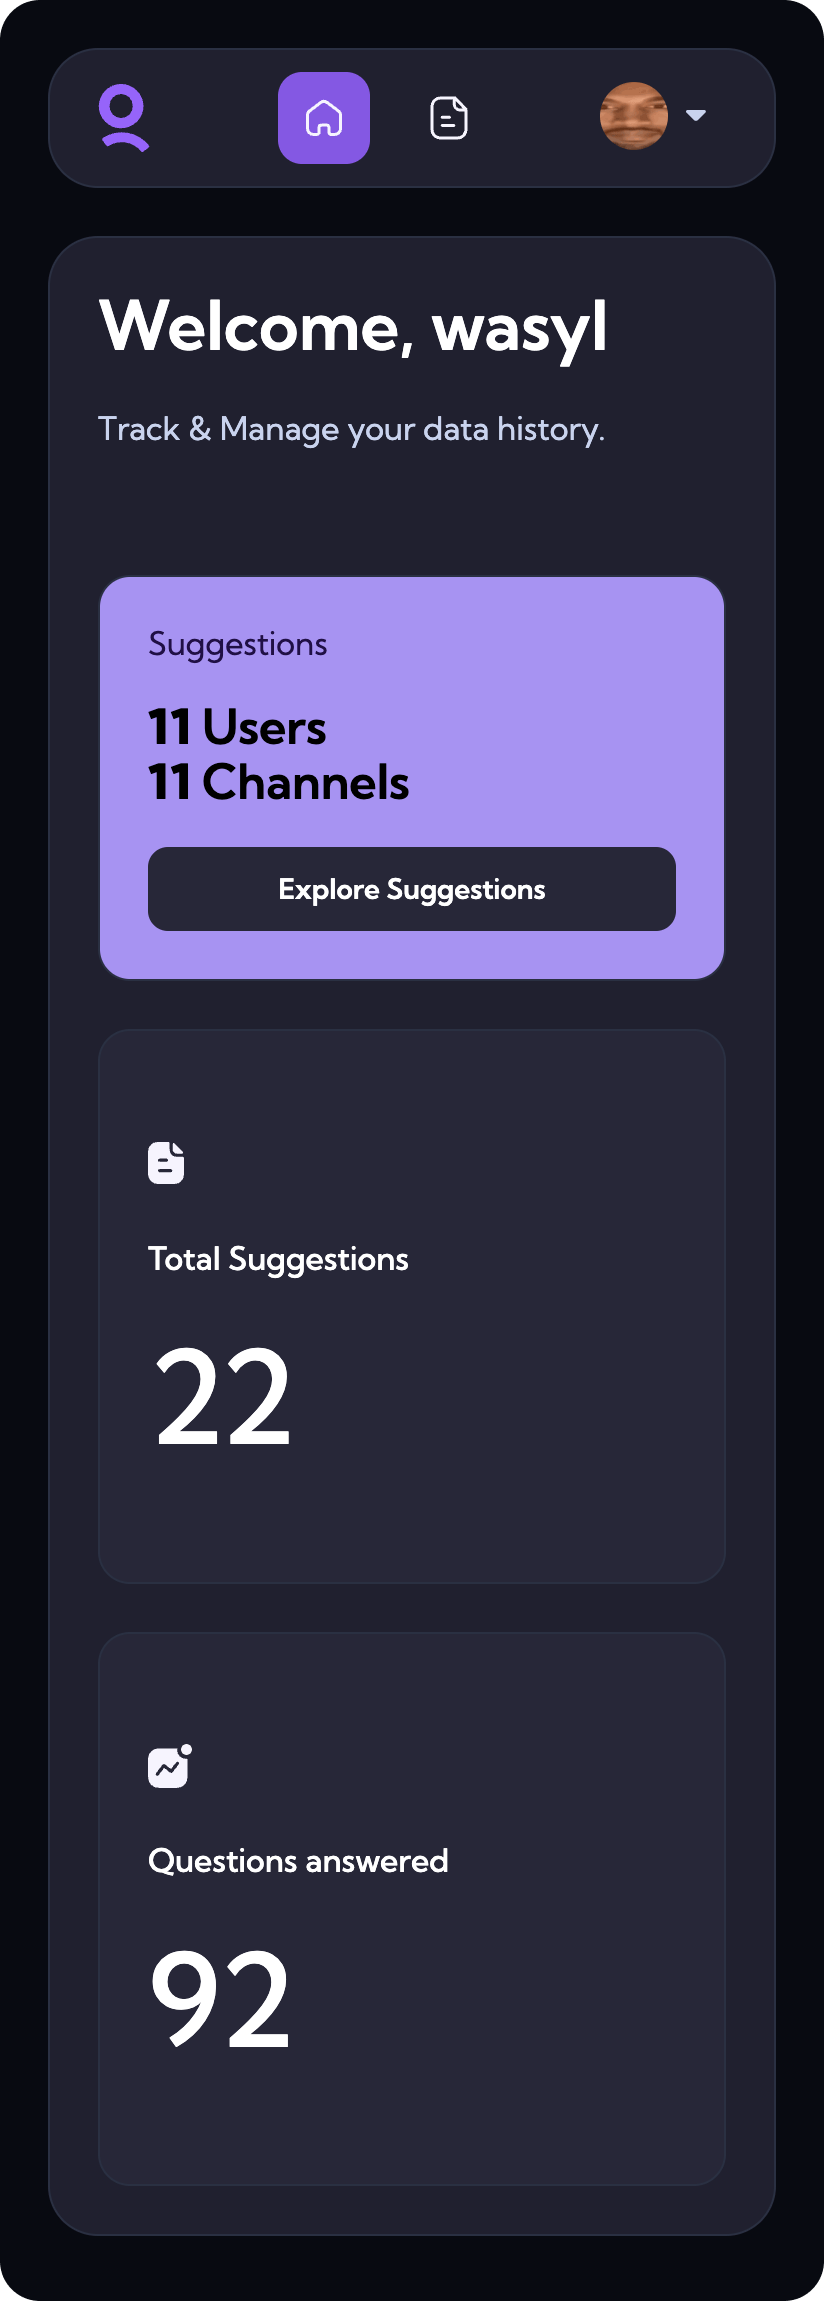 Welcome, wasyl
Track & Manage your data history.
Suggestions
11 Users
11 Channels
Explore Suggestions
Total Suggestions
22
Questions answered
92